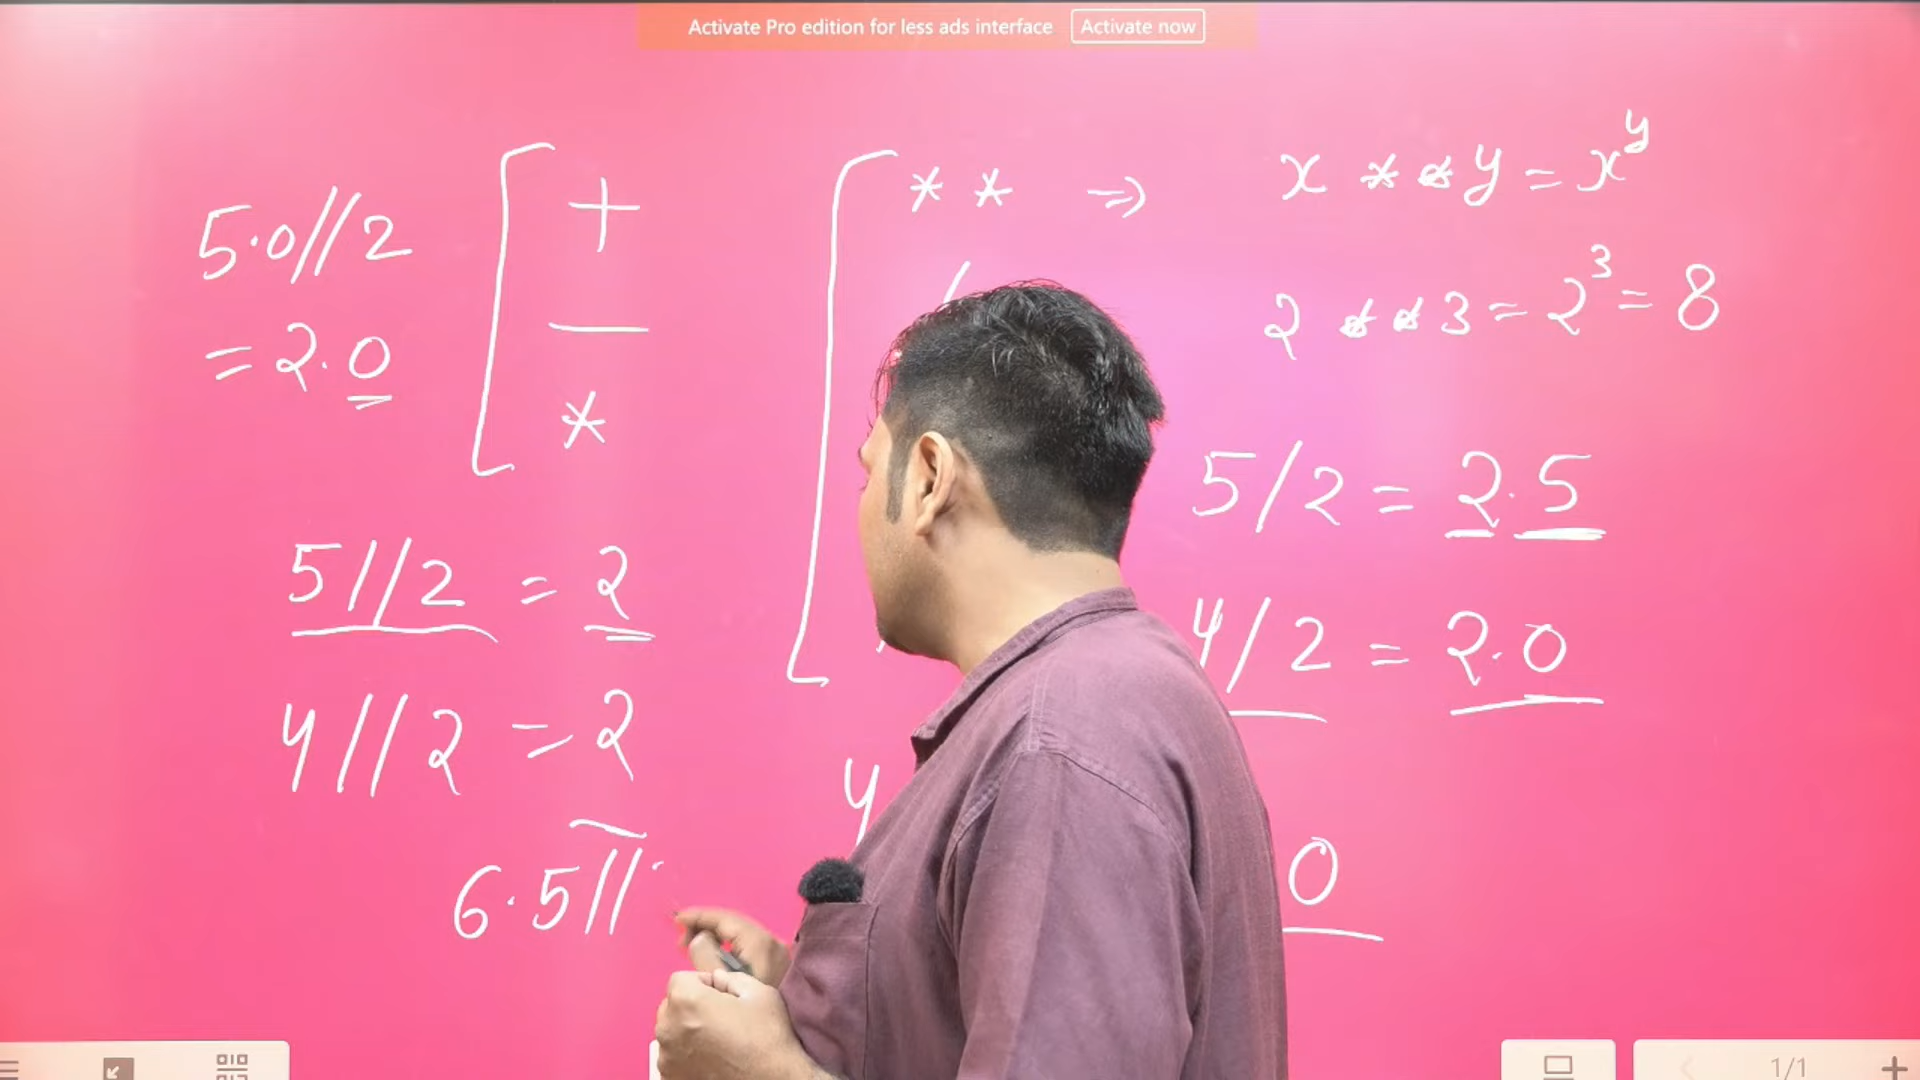 Activate Pro edition for less ads interface Activate now
5.0//2
= 2.0
+
-
*
5//2 = 2
4//2 = 2
6.5//
* * ⇒ x ** y = x^y
2 ** 3 = 2^3 = 8
5/2 = 2.5
4/2 = 2.0
0
1/1